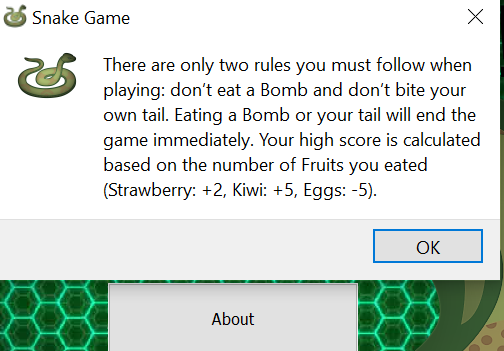 Snake Game
There are only two rules you must follow when
playing: don’t eat a Bomb and don’t bite your
own tail. Eating a Bomb or your tail will end the
game immediately. Your high score is calculated
based on the number of Fruits you eated
(Strawberry: +2, Kiwi: +5, Eggs: -5).
OK
About